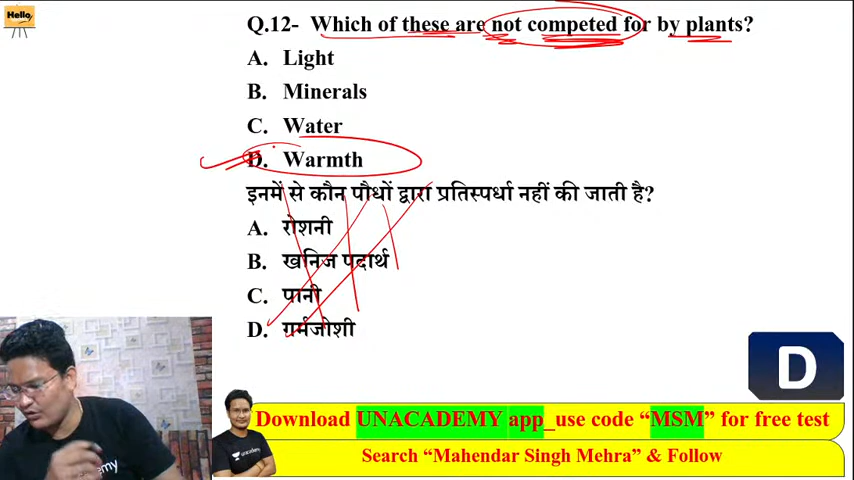 Hello
Q.12- Which of these are not competed for by plants?
A. Light
B. Minerals
C. Water
D. Warmth
इनमें से कौन पौधों द्वारा प्रतिस्पर्धा नहीं की जाती है?
A. रोशनी
B. खनिज पदार्थ
C. पानी
D. गर्मजोशी
D
Download UNACADEMY app_use code “MSM” for free test
Search “Mahendar Singh Mehra” & Follow
unacademy